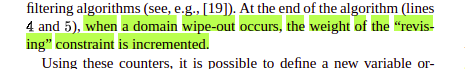 filtering algorithms (see, e.g., [19]). At the end of the algorithm (lines
4 and 5), when a domain wipe-out occurs, the weight of the “revis-
ing” constraint is incremented.
Using these counters, it is possible to define a new variable or-